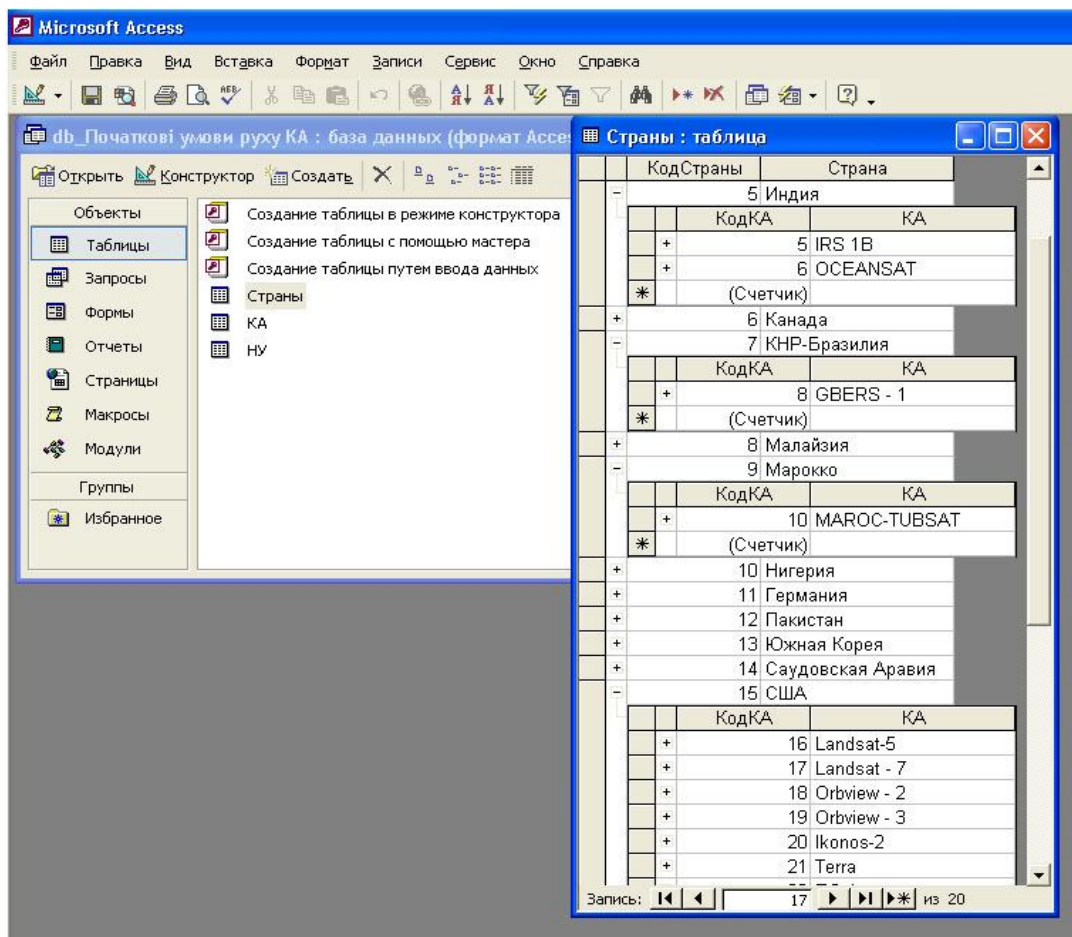 Microsoft Access
Файл Правка Вид Вставка Формат Записи Сервис Окно Справка
db_Початкові умови руху КА : база данных (формат Acces
Открыть Конструктор Создать
Объекты
Таблицы
Запросы
Формы
Отчеты
Страницы
Макросы
Модули
Группы
Избранное
Создание таблицы в режиме конструктора
Создание таблицы с помощью мастера
Создание таблицы путем ввода данных
Страны
КА
НУ
Страны : таблица
КодСтраны Страна
5 Индия
КодКА КА
5 IRS 1B
6 OCEANSAT
(Счетчик)
6 Канада
7 КНР-Бразилия
КодКА КА
8 GBERS - 1
(Счетчик)
8 Малайзия
9 Марокко
КодКА КА
10 MAROC-TUBSAT
(Счетчик)
10 Нигерия
11 Германия
12 Пакистан
13 Южная Корея
14 Саудовская Аравия
15 США
КодКА КА
16 Landsat-5
17 Landsat - 7
18 Orbview - 2
19 Orbview - 3
20 Ikonos-2
21 Terra
Запись: 17 из 20